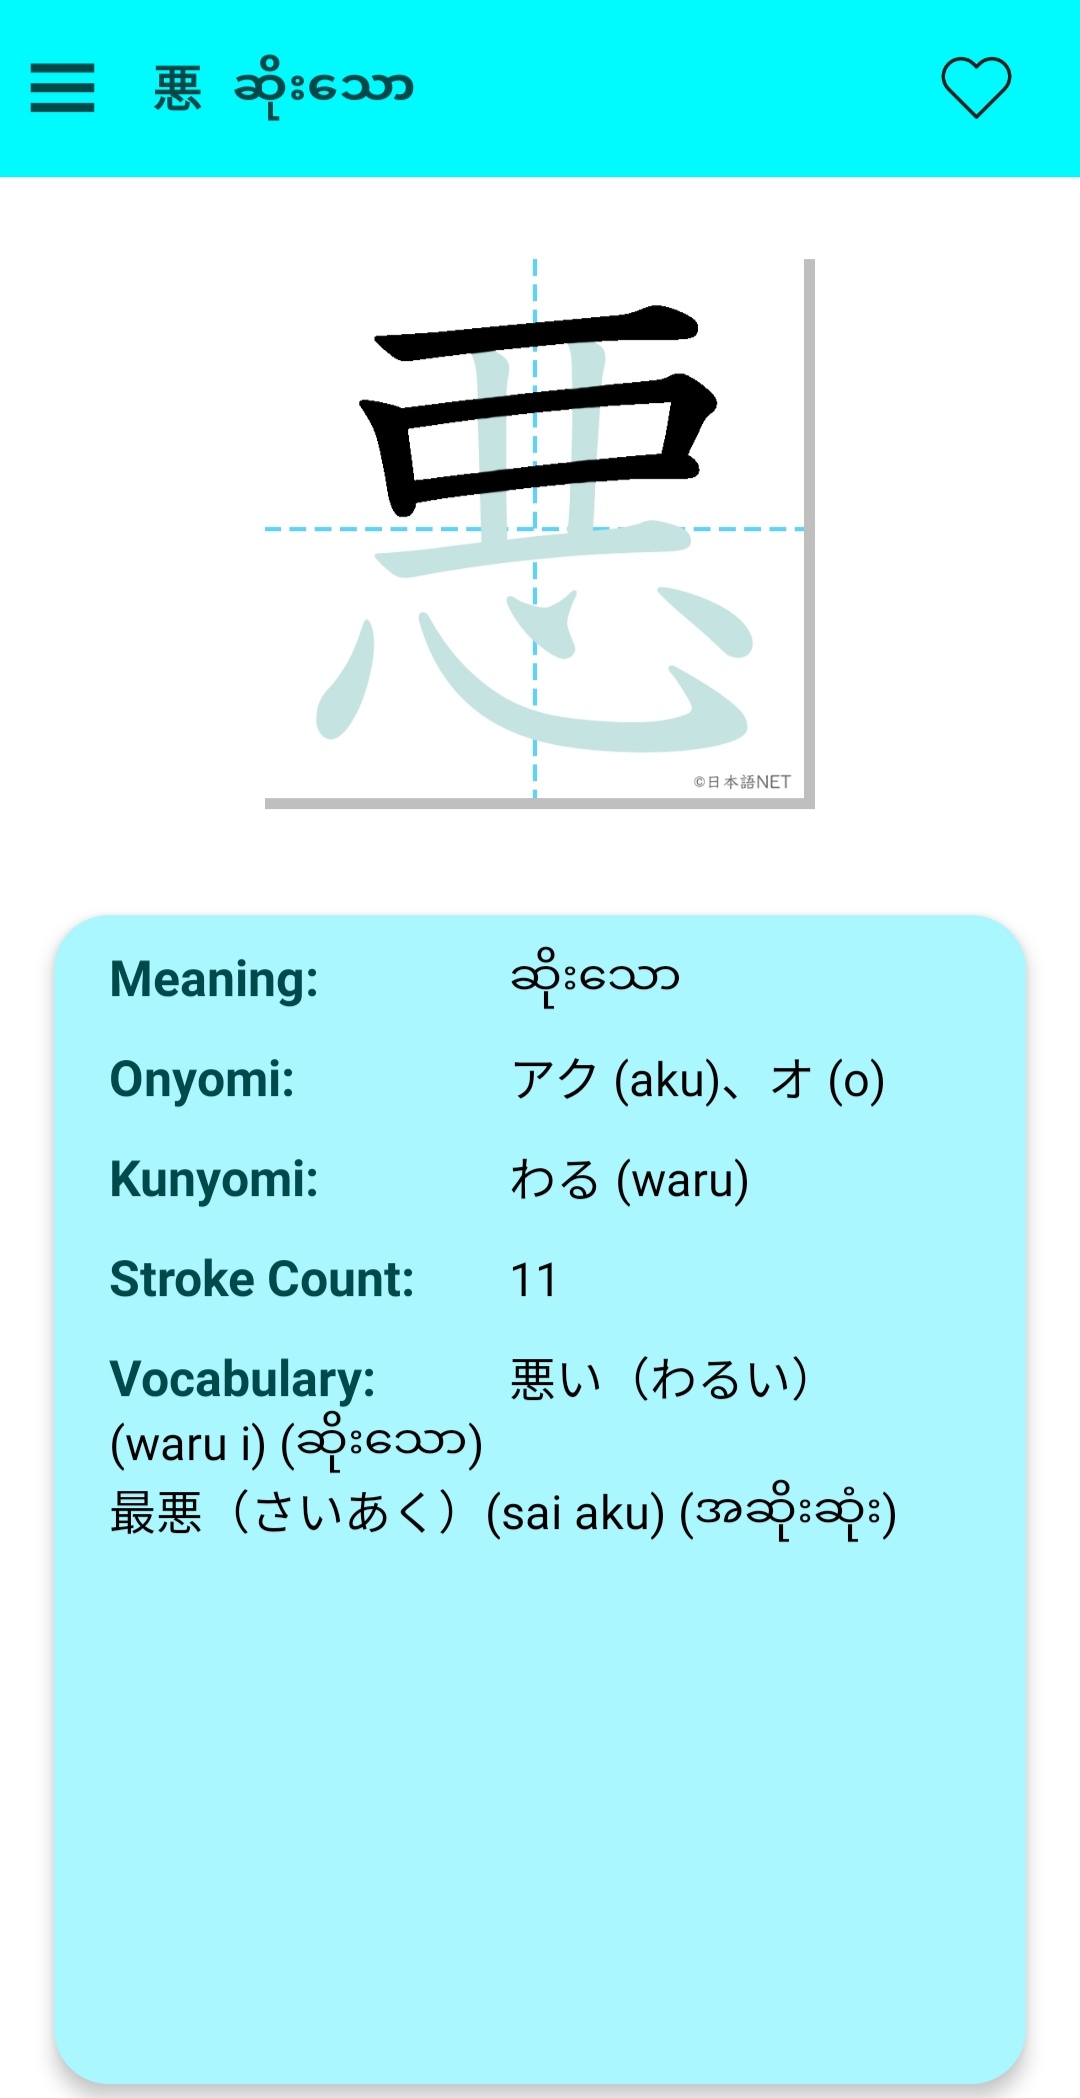 悪 ဆိုးသော
悪
©日本語NET
Meaning: ဆိုးသော
Onyomi: アク (aku)、オ (o)
Kunyomi: わる (waru)
Stroke Count: 11
Vocabulary: 悪い（わるい）
(waru i) (ဆိုးသော)
最悪（さいあく）(sai aku) (အဆိုးဆုံး)